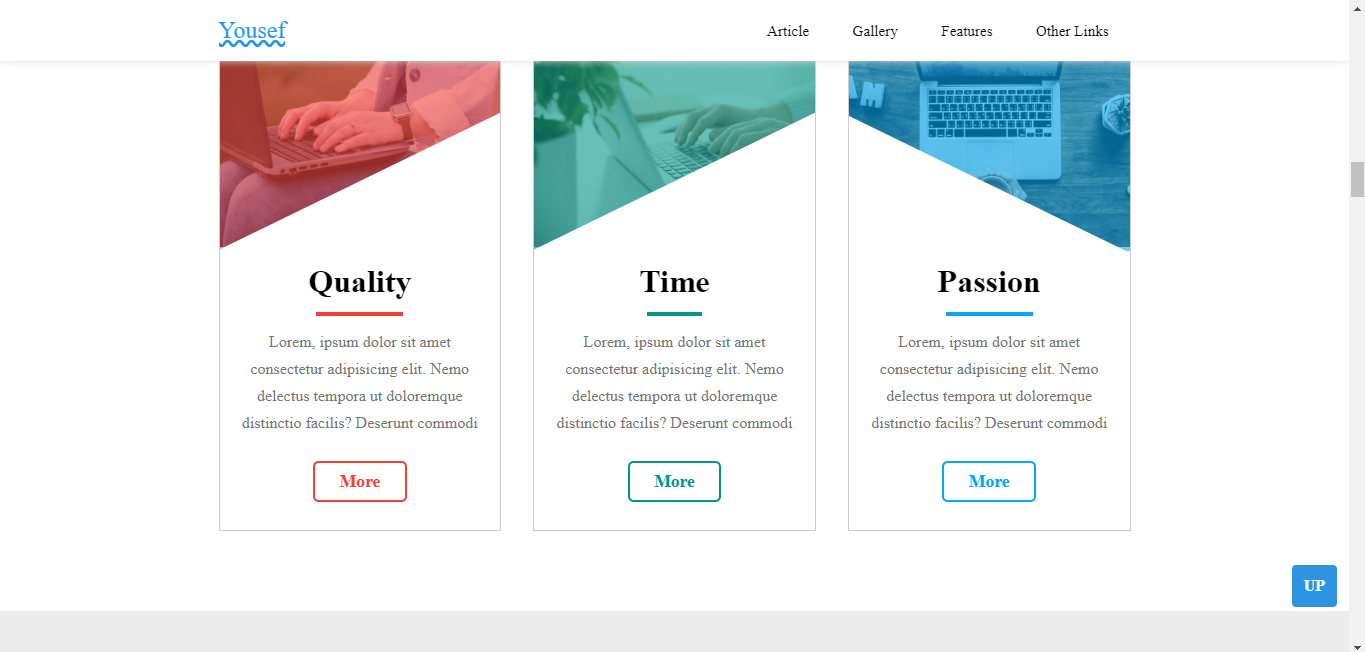 Yousef
Article
Gallery
Features
Other Links
Quality
Lorem, ipsum dolor sit amet
consectetur adipisicing elit. Nemo
delectus tempora ut doloremque
distinctio facilis? Deserunt commodi
More
Time
Lorem, ipsum dolor sit amet
consectetur adipisicing elit. Nemo
delectus tempora ut doloremque
distinctio facilis? Deserunt commodi
More
Passion
Lorem, ipsum dolor sit amet
consectetur adipisicing elit. Nemo
delectus tempora ut doloremque
distinctio facilis? Deserunt commodi
More
UP